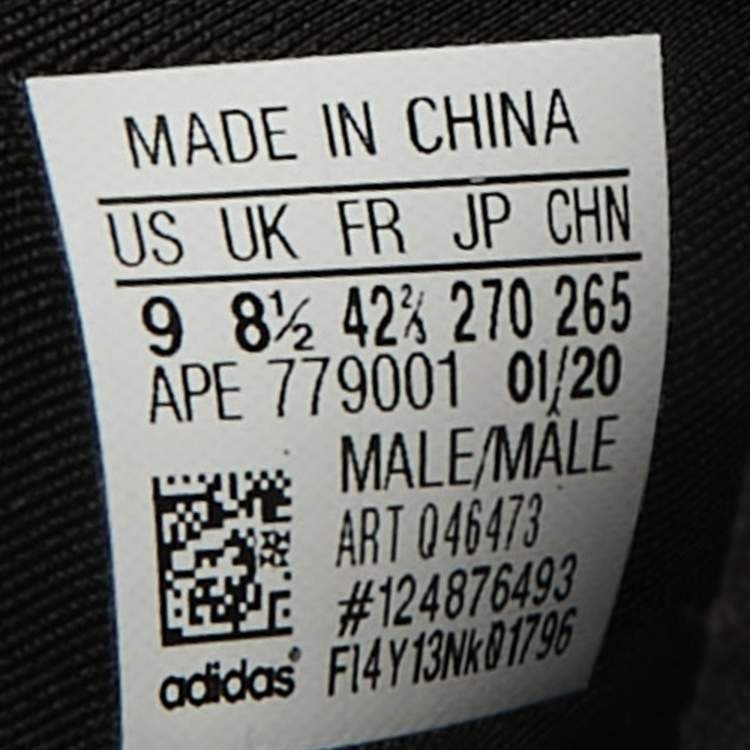 MADE IN CHINA
US UK FR JP CHN
9 8½ 42⅔ 270 265
APE 779001 01/20
MALE/MÂLE
ART Q46473
#124876493
FI4Y13NkQ1796
adidas®